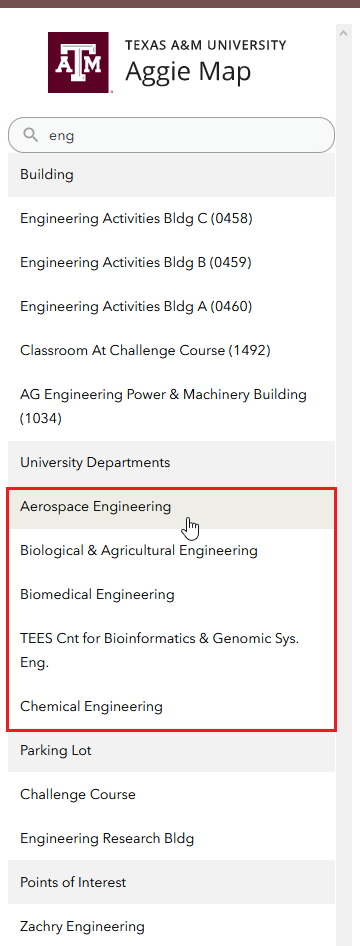 TEXAS A&M UNIVERSITY
Aggie Map
eng
Building
Engineering Activities Bldg C (0458)
Engineering Activities Bldg B (0459)
Engineering Activities Bldg A (0460)
Classroom At Challenge Course (1492)
AG Engineering Power & Machinery Building
(1034)
University Departments
Aerospace Engineering
Biological & Agricultural Engineering
Biomedical Engineering
TEES Cnt for Bioinformatics & Genomic Sys.
Eng.
Chemical Engineering
Parking Lot
Challenge Course
Engineering Research Bldg
Points of Interest
Zachry Engineering